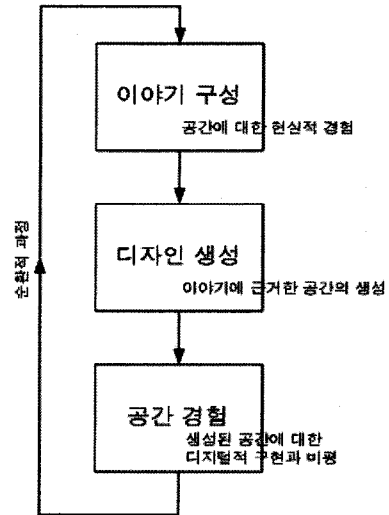 이야기 구성
공간에 대한 현실적 경험
디자인 생성
이야기에 근거한 공간의 생성
공간 경험
생성된 공간에 대한
디지털적 구현과 비평
순환적 과정